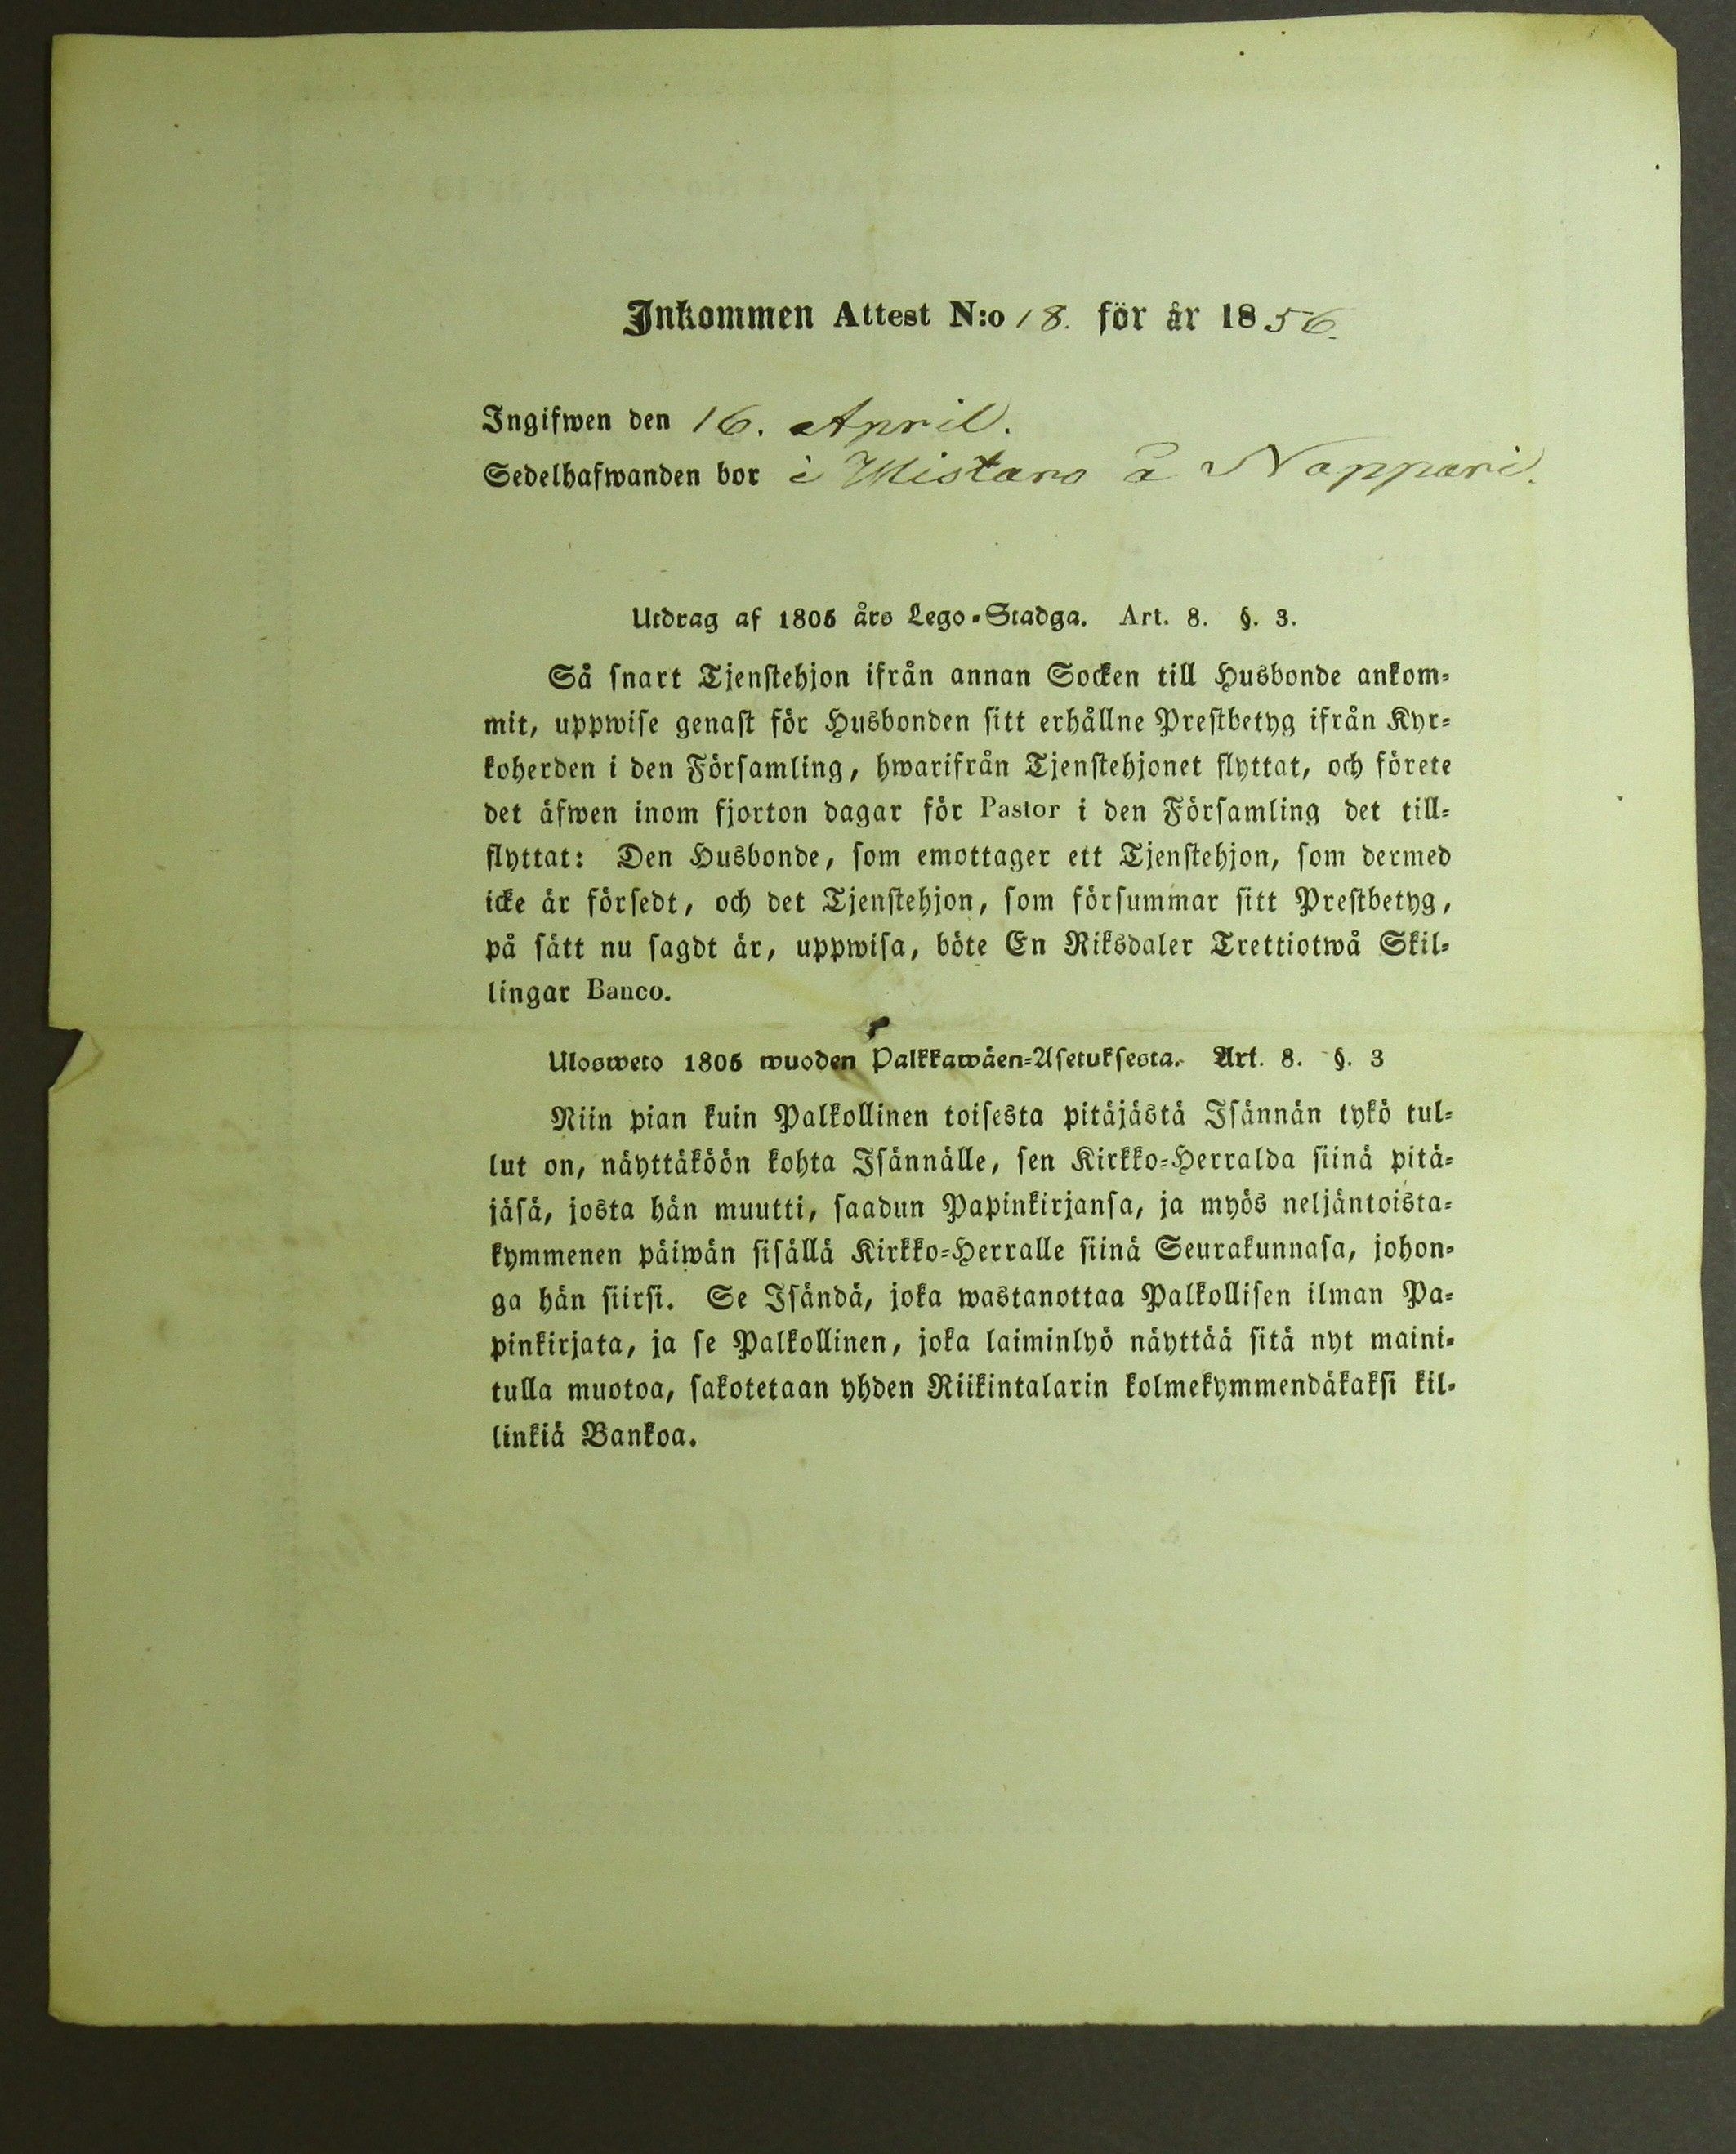 Inkommen Attest N:o 18. för år 1856.
Ingifwen den 16. April.
Sedelhafwanden bor i Mistaro å Nappari.
Utdrag af 1805 års Lego-Stadga. Art. 8. §. 3.
Så snart Tjenstehjon ifrån annan Socken till Husbonde ankom-
mit, uppwise genast för Husbonden sitt erhållne Prestbetyg ifrån Kyr-
koherden i den Församling, hwarifrån Tjenstehjonet flyttat, och förete
det äfwen inom fjorton dagar för Pastor i den Församling det till-
flyttat: Den Husbonde, som emottager ett Tjenstehjon, som dermed
icke är försedt, och det Tjenstehjon, som försummar sitt Prestbetyg,
på sätt nu sagdt är, uppwisa, böte En Riksdaler Trettiotwå Skil-
lingar Banco.
Ulosweto 1805 wuoden Palkkawäen-Asetuksesta. Art. 8. §. 3
Niin pian kuin Palkollinen toisesta pitäjästä Isännän tykö tul-
lut on, näyttäköön kohta Isännälle, sen Kirkko-Herralda siinä pitä-
jäsä, josta hän muutti, saadun Papinkirjansa, ja myös neljäntoista-
kymmenen päiwän sisällä Kirkko-Herralle siinä Seurakunnasa, johon-
ga hän siirsi. Se Isändä, joka wastanottaa Palkollisen ilman Pa-
pinkirjata, ja se Palkollinen, joka laiminlyö näyttää sitä nyt maini-
tulla muotoa, sakotetaan yhden Riikintalarin kolmekymmendäkaksi kil-
linkiä Bankoa.